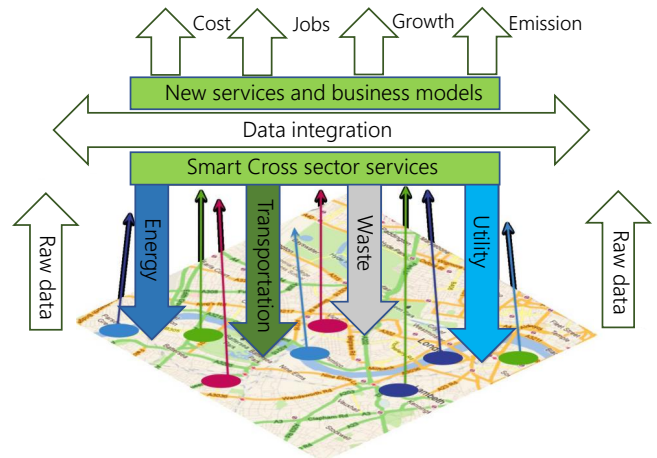 Cost
Jobs
Growth
Emission
New services and business models
Data integration
Smart Cross sector services
Energy
Transportation
Waste
Utility
Raw data
Raw data